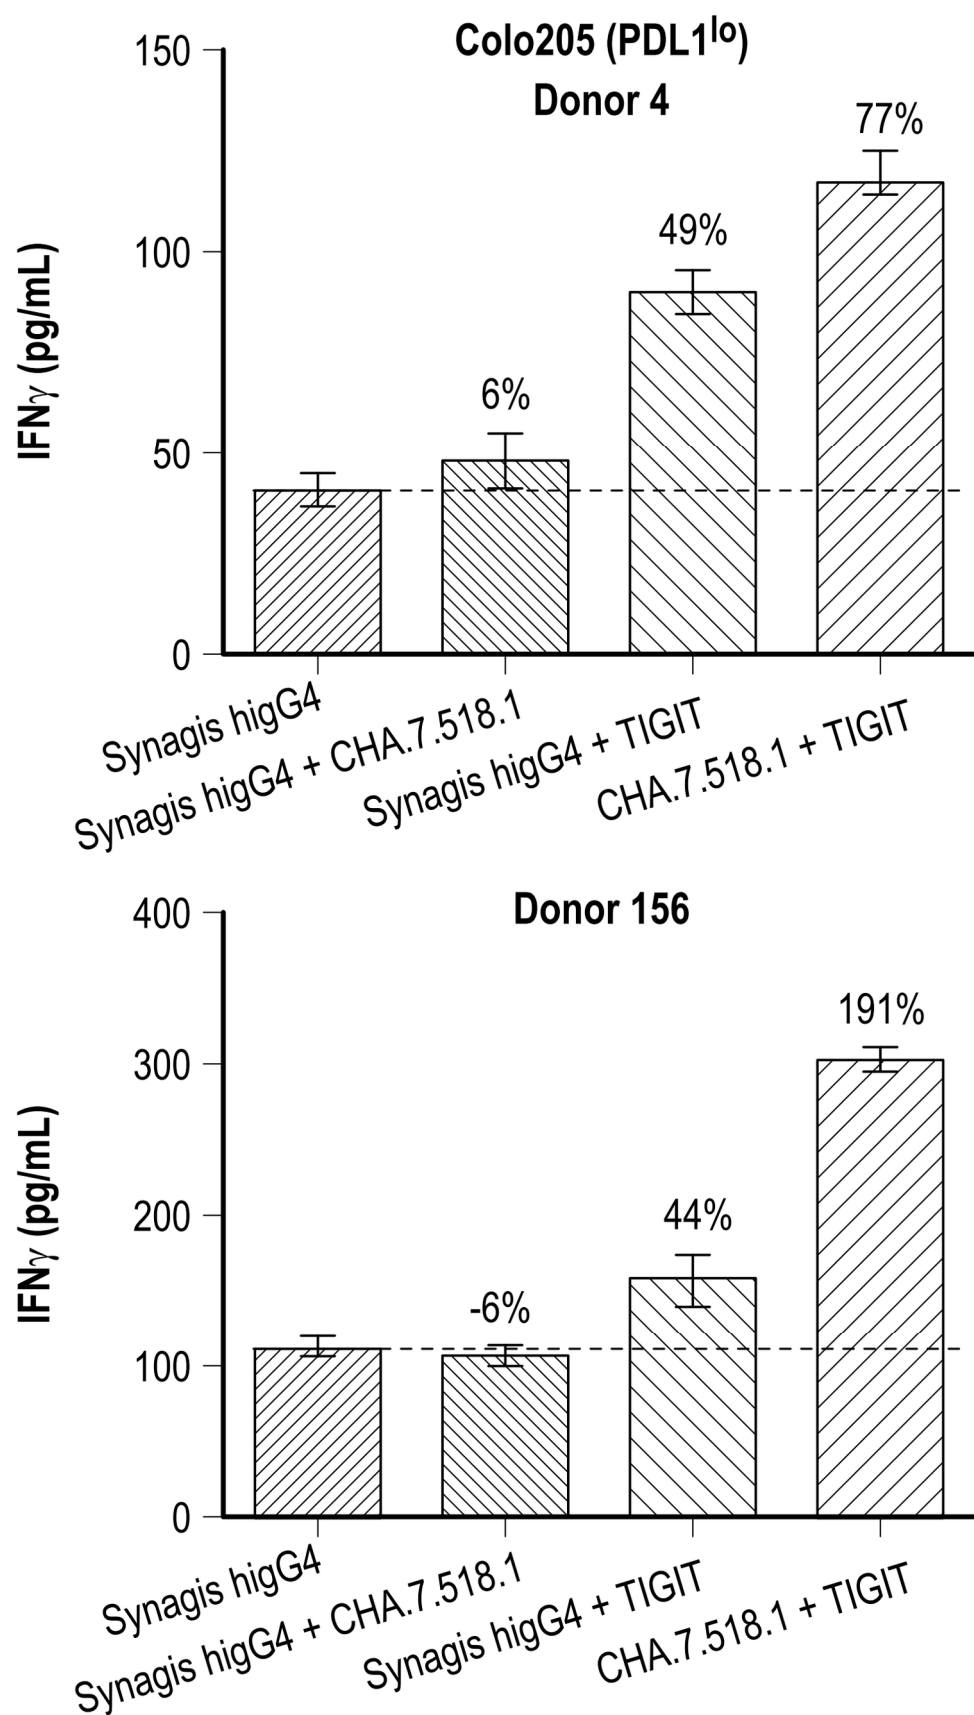 Colo205 (PDL1lo)
Donor 4
IFNγ (pg/mL)
150
100
50
0
6%
49%
77%
Synagis higG4
Synagis higG4 + CHA.7.518.1
Synagis higG4 + TIGIT
CHA.7.518.1 + TIGIT
Donor 156
IFNγ (pg/mL)
400
300
200
100
0
-6%
44%
191%
Synagis higG4
Synagis higG4 + CHA.7.518.1
Synagis higG4 + TIGIT
CHA.7.518.1 + TIGIT